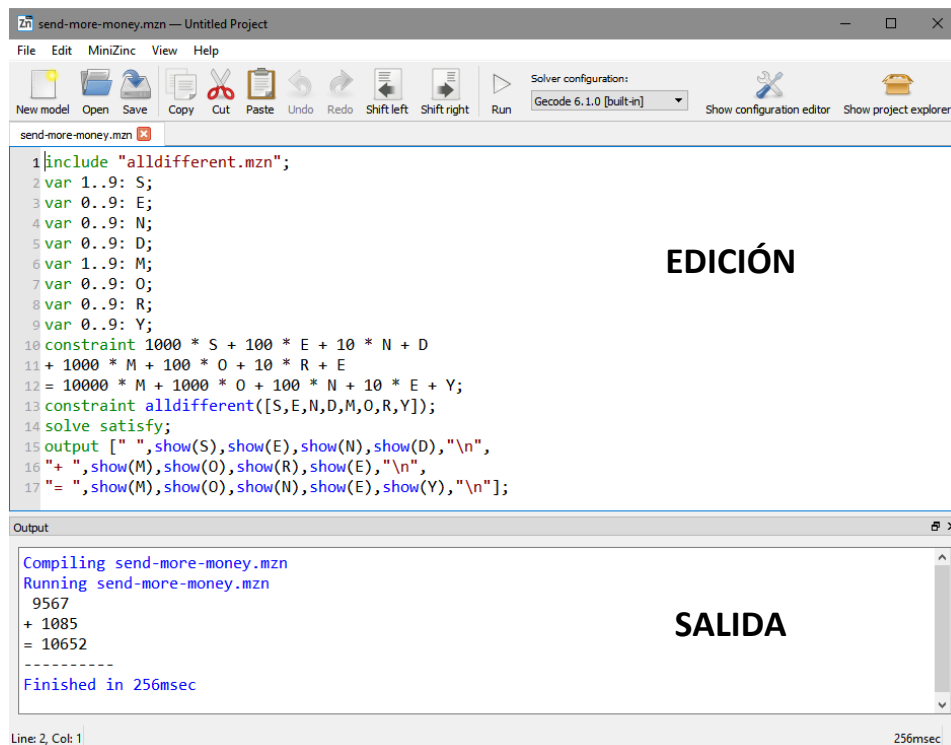 send-more-money.mzn — Untitled Project
File Edit MiniZinc View Help
New model Open Save Copy Cut Paste Undo Redo Shift left Shift right Run Solver configuration: Gecode 6.1.0 [built-in] Show configuration editor Show project explorer
send-more-money.mzn
1 include "alldifferent.mzn";
2 var 1..9: S;
3 var 0..9: E;
4 var 0..9: N;
5 var 0..9: D;
6 var 1..9: M;
7 var 0..9: O;
8 var 0..9: R;
9 var 0..9: Y;
10 constraint 1000 * S + 100 * E + 10 * N + D
11 + 1000 * M + 100 * O + 10 * R + E
12 = 10000 * M + 1000 * O + 100 * N + 10 * E + Y;
13 constraint alldifferent([S,E,N,D,M,O,R,Y]);
14 solve satisfy;
15 output [" ",show(S),show(E),show(N),show(D),"\n",
16 "+ ",show(M),show(O),show(R),show(E),"\n",
17 "= ",show(M),show(O),show(N),show(E),show(Y),"\n"];
EDICIÓN
Output
Compiling send-more-money.mzn
Running send-more-money.mzn
9567
+ 1085
= 10652
----------
Finished in 256msec
SALIDA
Line: 2, Col: 1
256msec